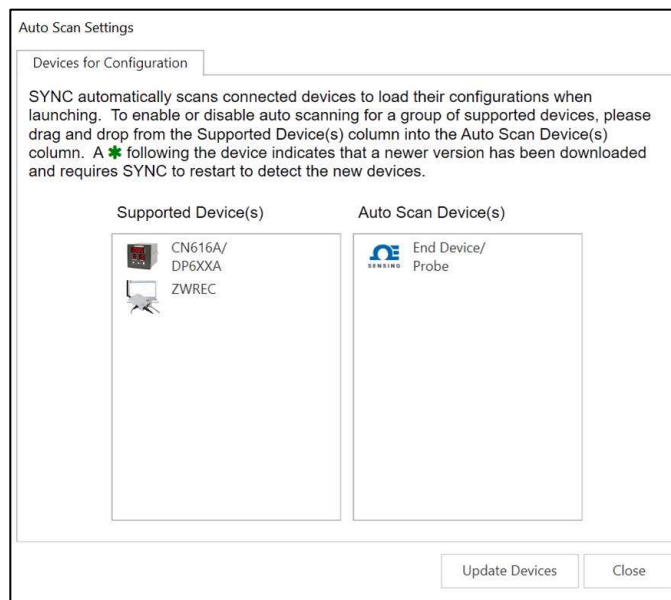 Auto Scan Settings
Devices for Configuration
SYNC automatically scans connected devices to load their configurations when
launching. To enable or disable auto scanning for a group of supported devices, please
drag and drop from the Supported Device(s) column into the Auto Scan Device(s)
column. A ✱ following the device indicates that a newer version has been downloaded
and requires SYNC to restart to detect the new devices.
Supported Device(s)
CN616A/
DP6XXA
ZWREC
Auto Scan Device(s)
SENSING
End Device/
Probe
Update Devices
Close